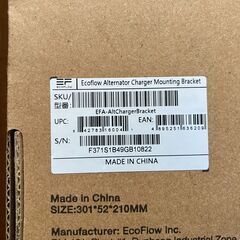 EF
ECOFLOW
Ecoflow Alternator Charger Mounting Bracket
SKU/
型番:
EFA-AltChargerBracket
UPC:
EAN:
S/N:
F371S1B49GB10822
MADE IN CHINA
Made in China
SIZE:301*52*210MM
Manufacturer: EcoFlow Inc.